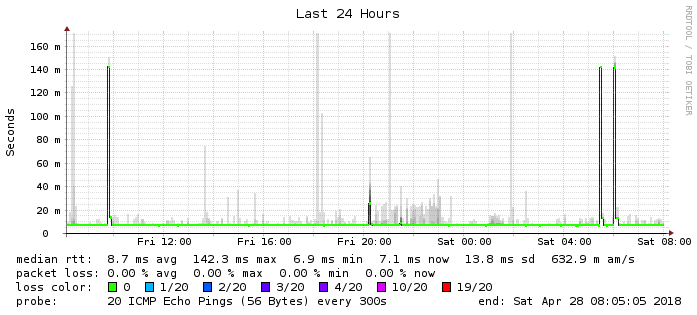 Last 24 Hours
RRDTOOL / TOBI OETIKER
Seconds
160 m
140 m
120 m
100 m
80 m
60 m
40 m
20 m
0
Fri 12:00 Fri 16:00 Fri 20:00 Sat 00:00 Sat 04:00 Sat 08:00
median rtt: 8.7 ms avg 142.3 ms max 6.9 ms min 7.1 ms now 13.8 ms sd 632.9 m am/s
packet loss: 0.00 % avg 0.00 % max 0.00 % min 0.00 % now
loss color: 0 1/20 2/20 3/20 4/20 10/20 19/20
probe: 20 ICMP Echo Pings (56 Bytes) every 300s end: Sat Apr 28 08:05:05 2018